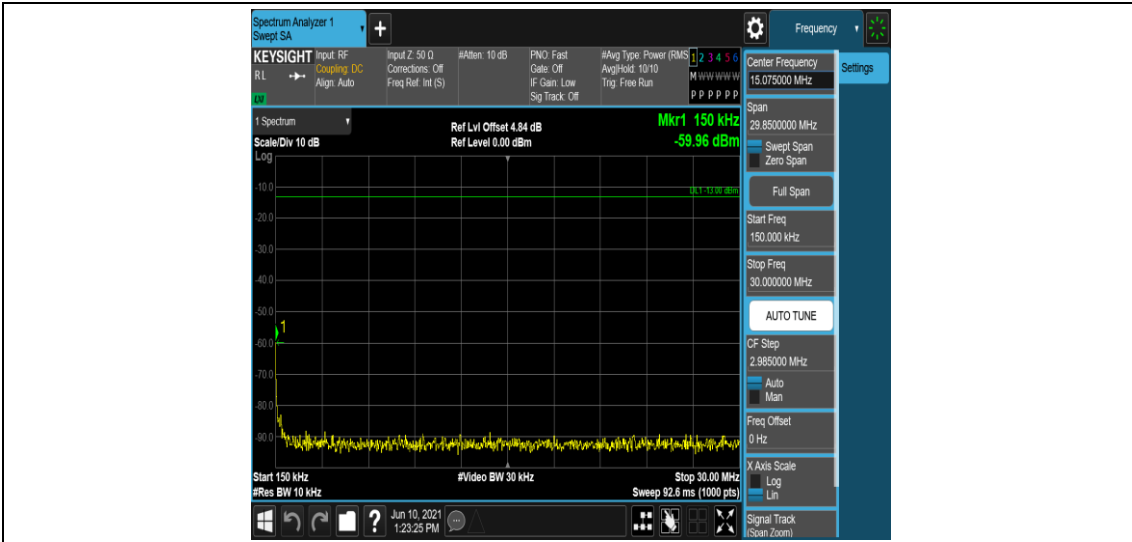 Spectrum Analyzer 1
Swept SA
+
Frequency
KEYSIGHT
RL
Input: RF
Coupling: DC
Align: Auto
Input Z: 50 Ω
Corrections: Off
Freq Ref: Int (S)
#Atten: 10 dB
PNO: Fast
Gate: Off
IF Gain: Low
Sig Track: Off
#Avg Type: Power (RMS
Avg|Hold: 10/10
Trig: Free Run
1 2 3 4 5 6
M W W W W W
P P P P P P
1 Spectrum
Scale/Div 10 dB
Log
Ref Lvl Offset 4.84 dB
Ref Level 0.00 dBm
Mkr1 150 kHz
-59.96 dBm
DL1 -13.00 dBm
-10.0
-20.0
-30.0
-40.0
-50.0
1
-60.0
-70.0
-80.0
-90.0
Start 150 kHz
#Res BW 10 kHz
#Video BW 30 kHz
Stop 30.00 MHz
Sweep 92.6 ms (1000 pts)
Center Frequency
15.075000 MHz
Settings
Span
29.8500000 MHz
Swept Span
Zero Span
Full Span
Start Freq
150.000 kHz
Stop Freq
30.000000 MHz
AUTO TUNE
CF Step
2.985000 MHz
Auto
Man
Freq Offset
0 Hz
X Axis Scale
Log
Lin
Signal Track
(Span Zoom)
?
Jun 10, 2021
1:23:25 PM